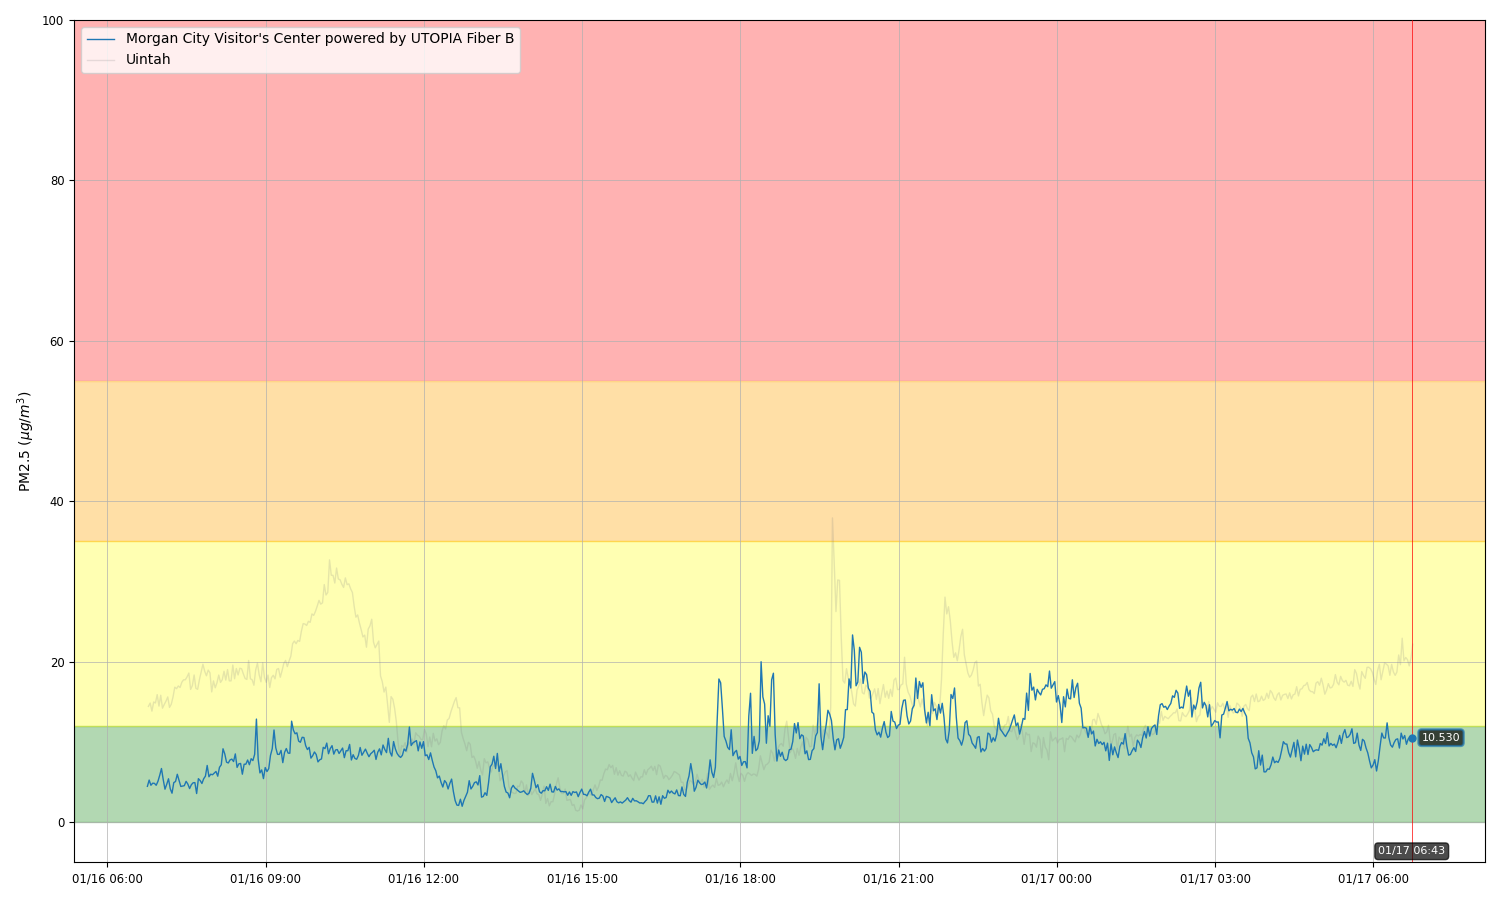 Morgan City Visitor's Center powered by UTOPIA Fiber B
Uintah
100
80
60
40
20
0
PM2.5 (μg/m³)
10.530
01/17 06:43
01/16 06:00 01/16 09:00 01/16 12:00 01/16 15:00 01/16 18:00 01/16 21:00 01/17 00:00 01/17 03:00 01/17 06:00